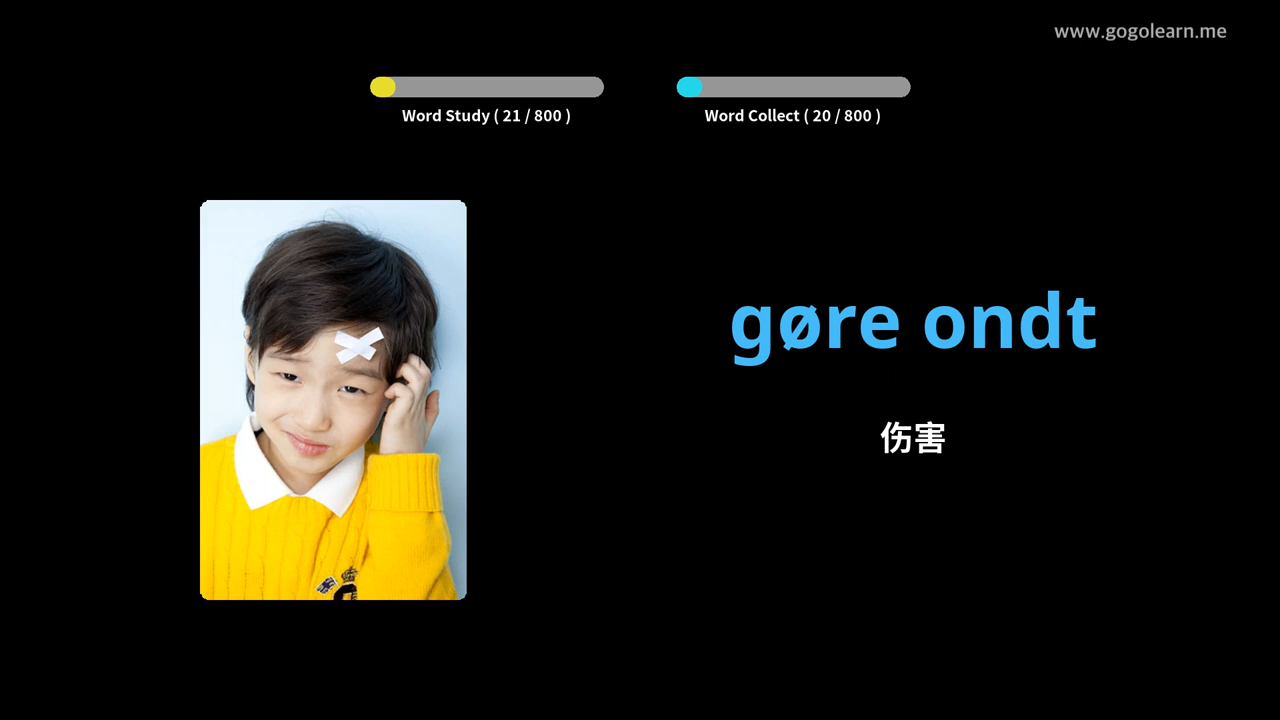 www.gogolearn.me
Word Study ( 21 / 800 )
Word Collect ( 20 / 800 )
gøre ondt
伤害